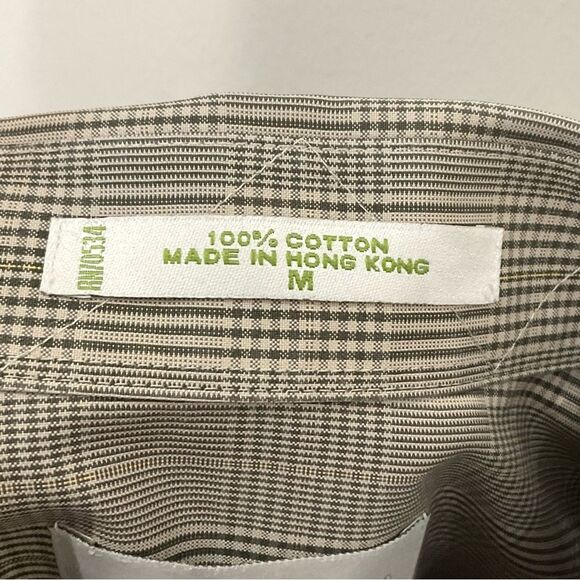 RN70534
100% COTTON
MADE IN HONG KONG
M